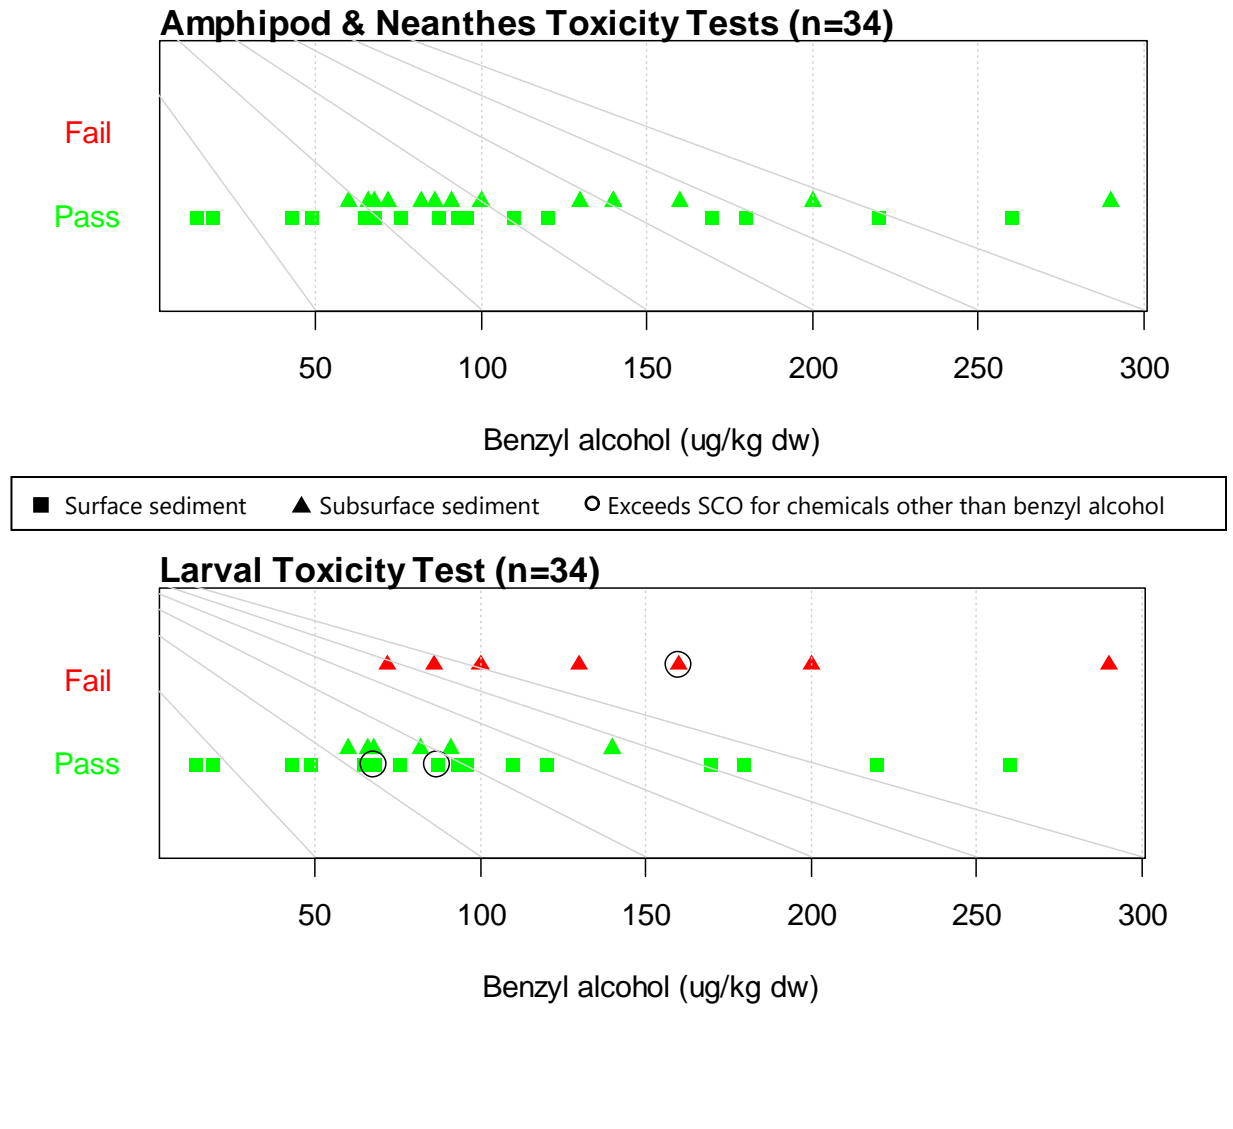 Amphipod & Neanthes Toxicity Tests (n=34)
Fail
Pass
50 100 150 200 250 300
Benzyl alcohol (ug/kg dw)
Surface sediment Subsurface sediment Exceeds SCO for chemicals other than benzyl alcohol
Larval Toxicity Test (n=34)
Fail
Pass
50 100 150 200 250 300
Benzyl alcohol (ug/kg dw)